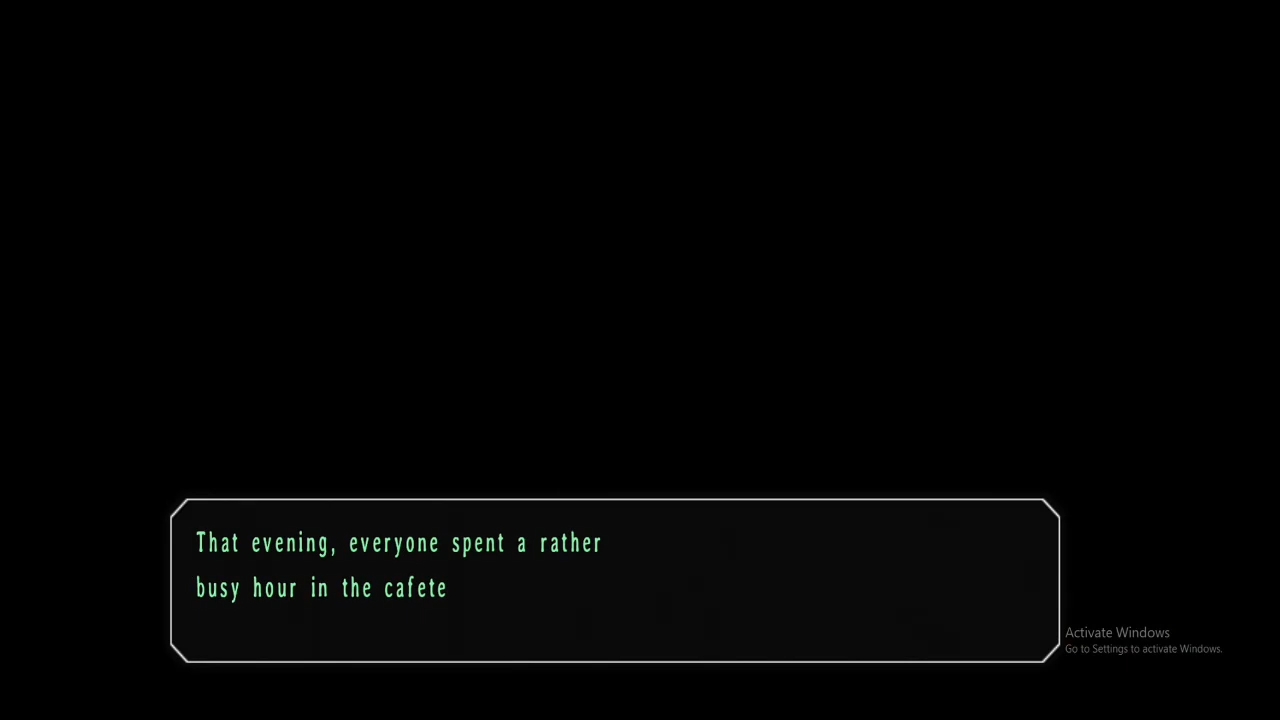 That evening, everyone spent a rather
busy hour in the cafete
Activate Windows
Go to Settings to activate Windows.